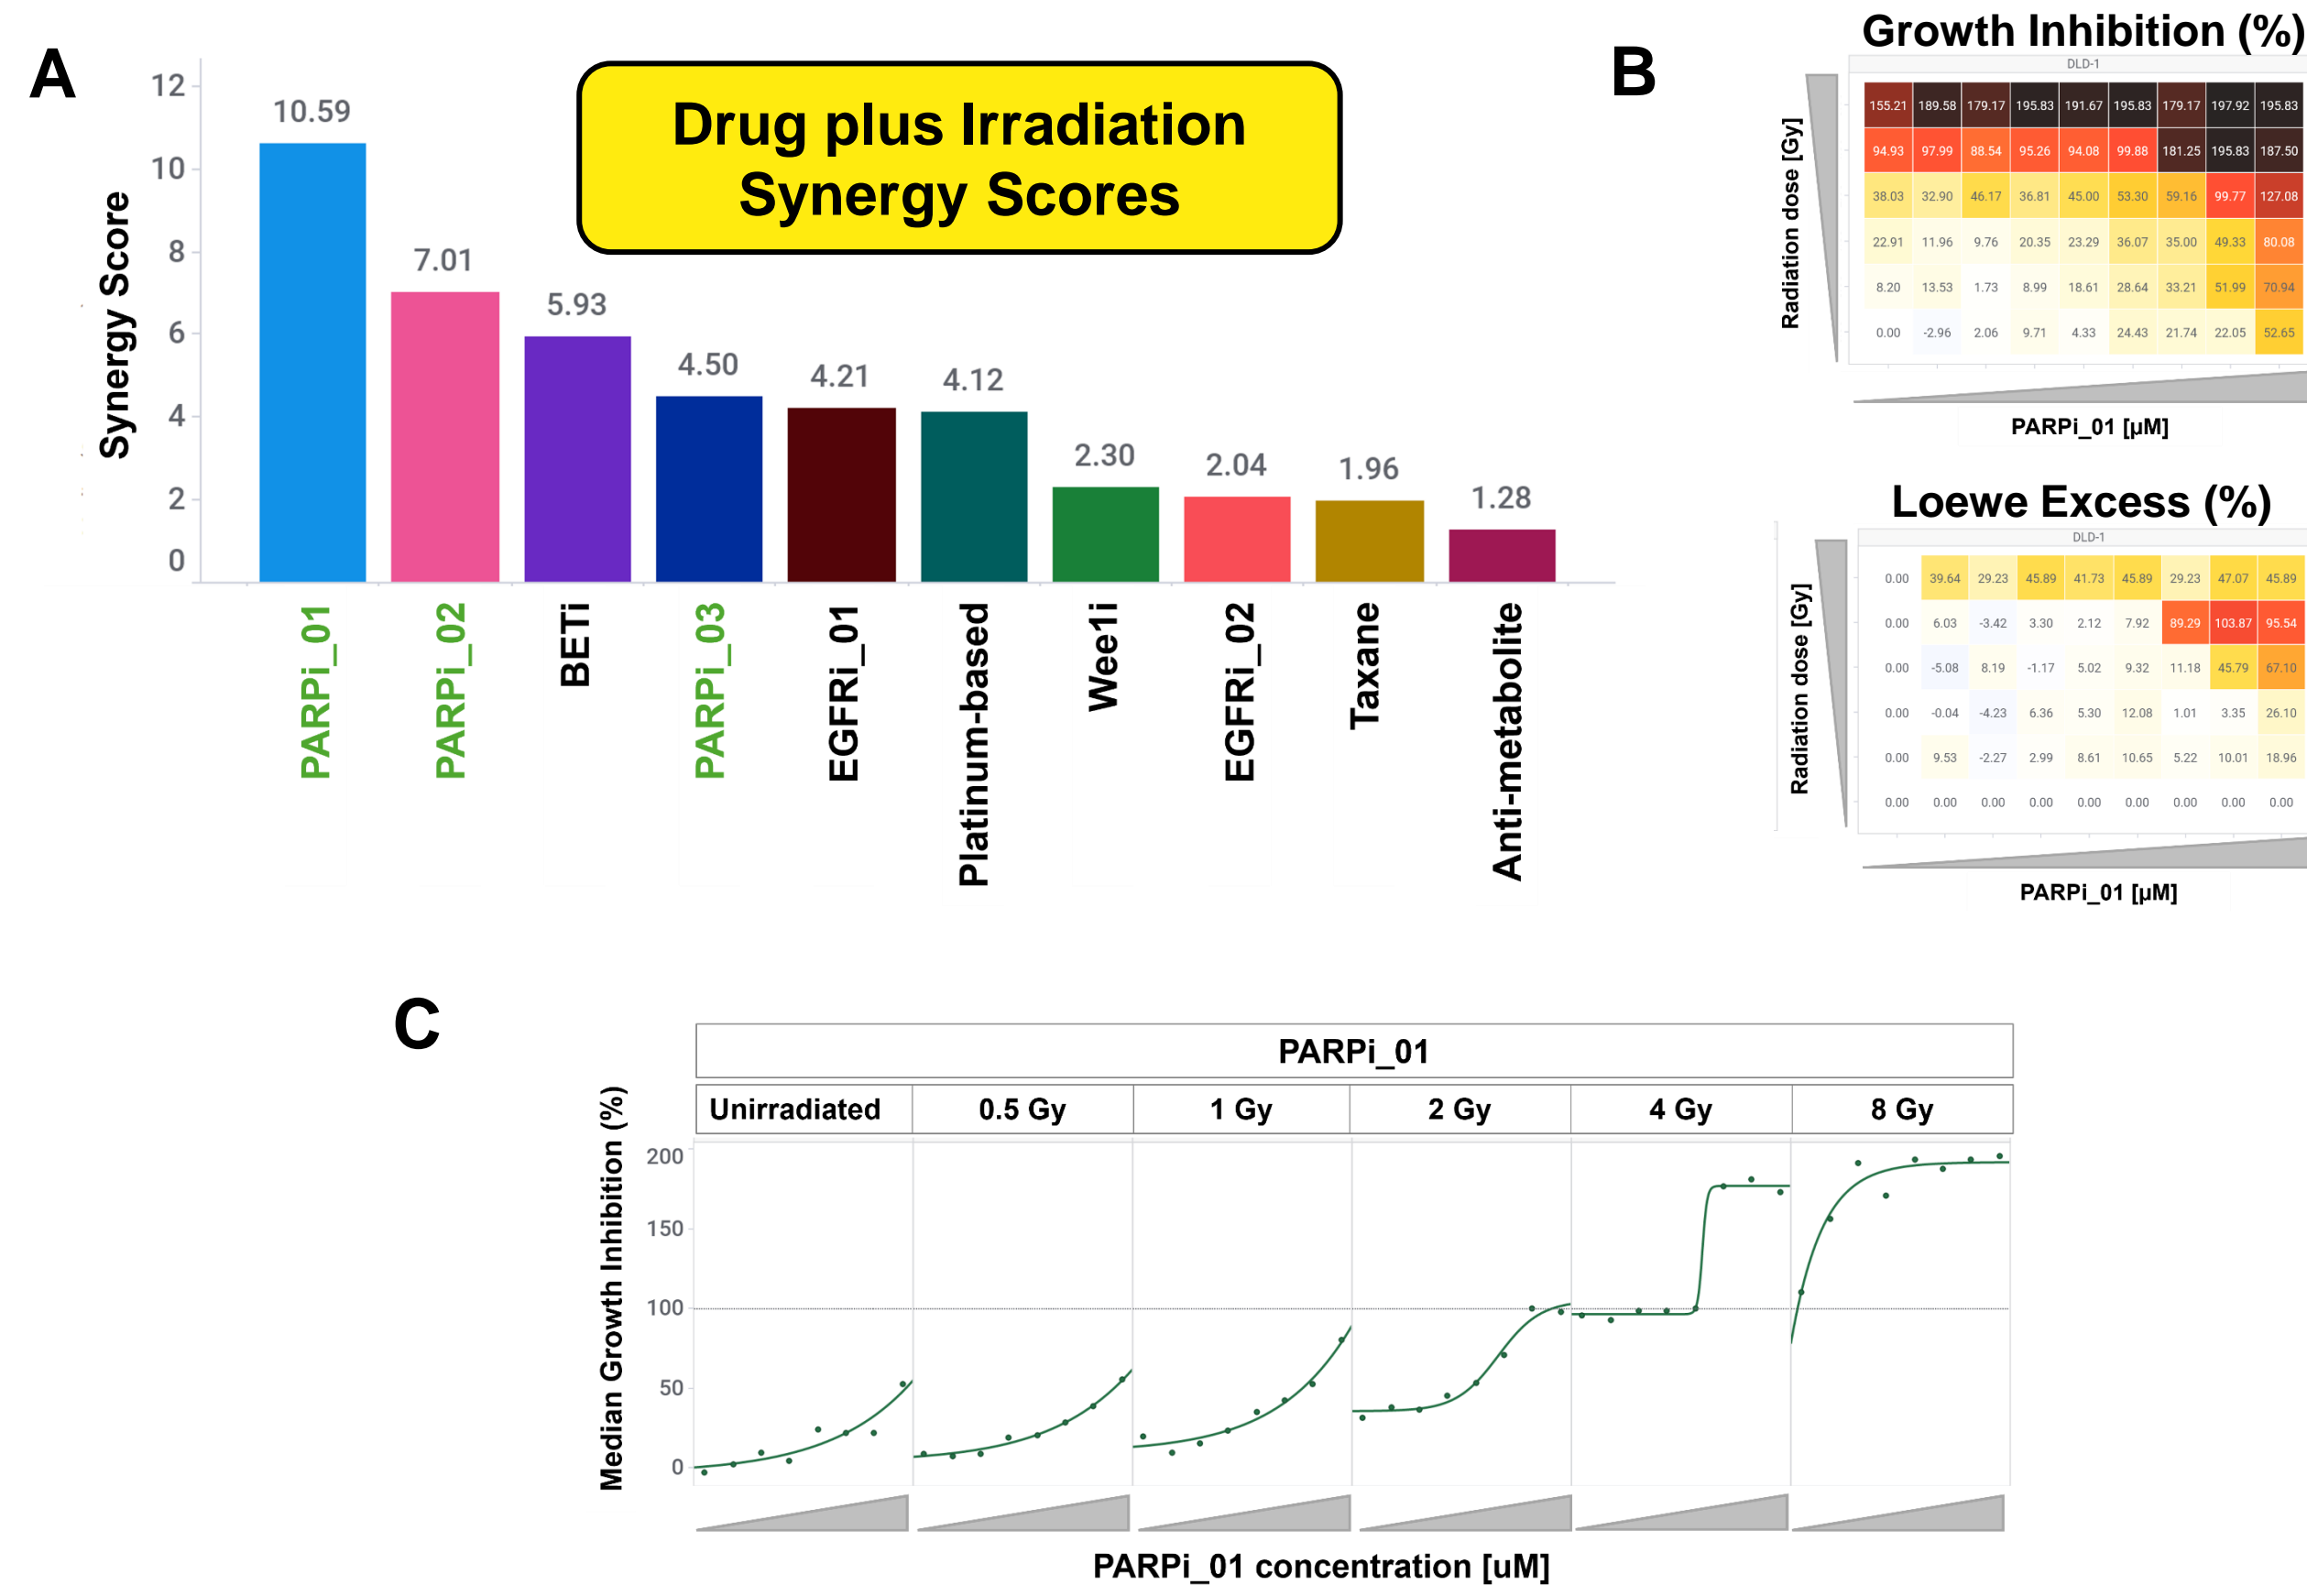 A
Drug plus Irradiation
Synergy Scores
Synergy Score
12
10
8
6
4
2
0
10.59
7.01
5.93
4.50
4.21
4.12
2.30
2.04
1.96
1.28
PARPi_01
PARPi_02
BETi
PARPi_03
EGFRi_01
Platinum-based
Wee1i
EGFRi_02
Taxane
Anti-metabolite
B
Growth Inhibition (%)
DLD-1
Radiation dose [Gy]
155.21 189.58 179.17 195.83 191.67 195.83 179.17 197.92 195.83
94.93 97.99 88.54 95.26 94.08 99.88 181.25 195.83 187.50
38.03 32.90 46.17 36.81 45.00 53.30 59.16 99.77 127.08
22.91 11.96 9.76 20.35 23.29 36.07 35.00 49.33 80.08
8.20 13.53 1.73 8.99 18.61 28.64 33.21 51.99 70.94
0.00 -2.96 2.06 9.71 4.33 24.43 21.74 22.05 52.65
PARPi_01 [µM]
Loewe Excess (%)
DLD-1
Radiation dose [Gy]
0.00 39.64 29.23 45.89 41.73 45.89 29.23 47.07 45.89
0.00 6.03 -3.42 3.30 2.12 7.92 89.29 103.87 95.54
0.00 -5.08 8.19 -1.17 5.02 9.32 11.18 45.79 67.10
0.00 -0.04 -4.23 6.36 5.30 12.08 1.01 3.35 26.10
0.00 9.53 -2.27 2.99 8.61 10.65 5.22 10.01 18.96
0.00 0.00 0.00 0.00 0.00 0.00 0.00 0.00 0.00
PARPi_01 [µM]
C
PARPi_01
Unirradiated 0.5 Gy 1 Gy 2 Gy 4 Gy 8 Gy
Median Growth Inhibition (%)
200
150
100
50
0
PARPi_01 concentration [uM]